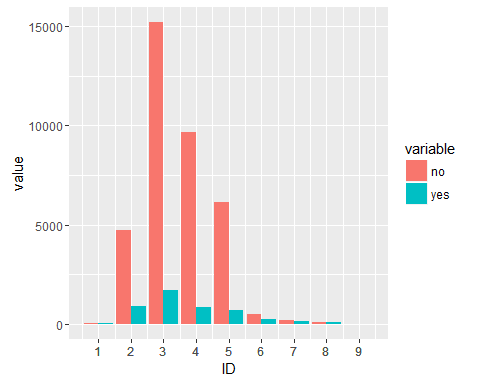 15000
10000
5000
0
value
1 2 3 4 5 6 7 8 9
ID
variable
no
yes